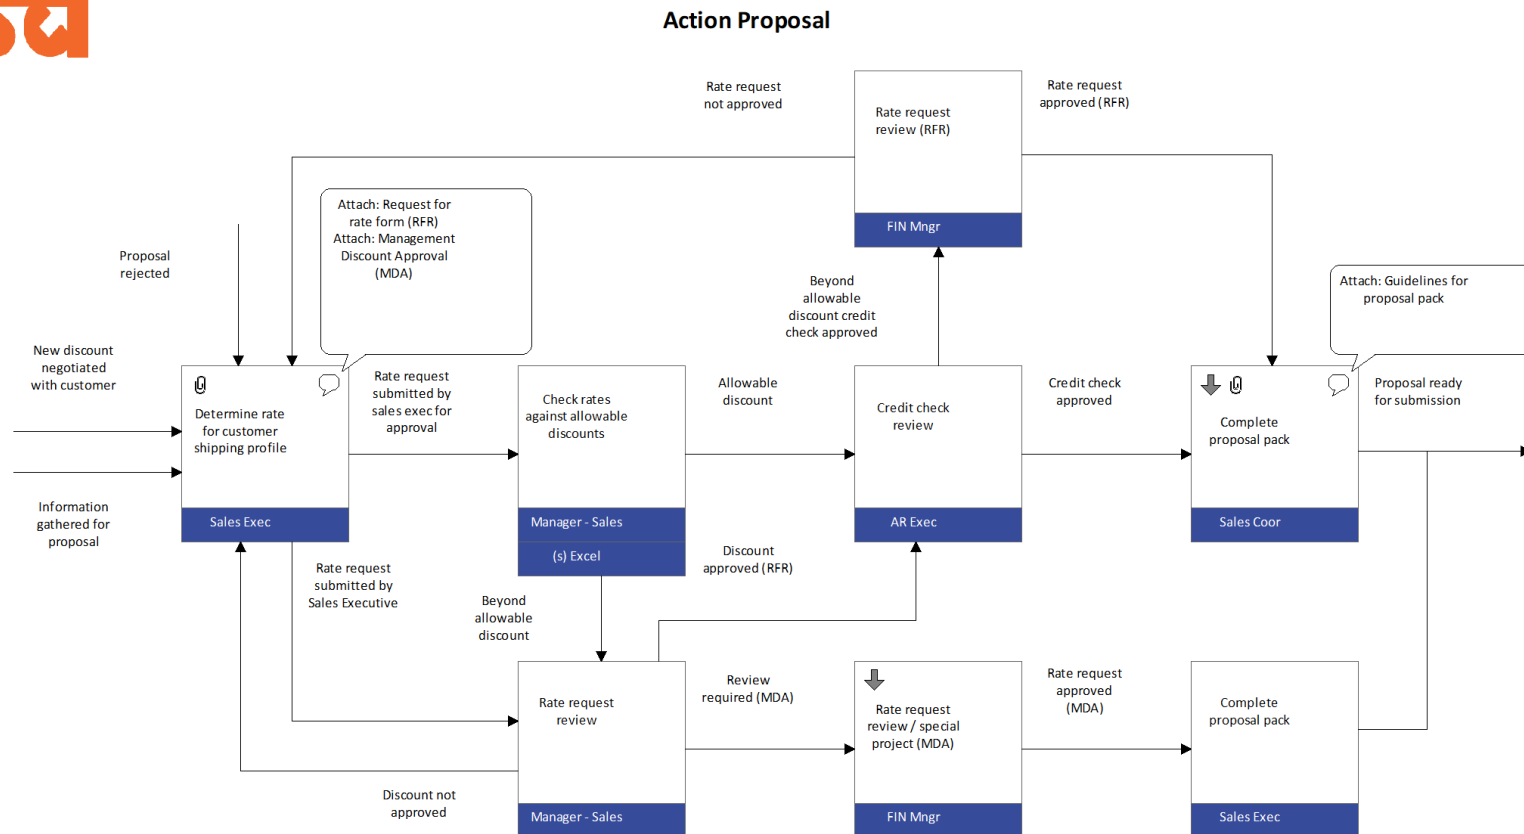 Action Proposal
Rate request
not approved
Rate request
review (RFR)
FIN Mngr
Rate request
approved (RFR)
Attach: Request for
rate form (RFR)
Attach: Management
Discount Approval
(MDA)
Proposal
rejected
Beyond
allowable
discount credit
check approved
Attach: Guidelines for
proposal pack
New discount
negotiated
with customer
Information
gathered for
proposal
Determine rate
for customer
shipping profile
Sales Exec
Rate request
submitted by
sales exec for
approval
Check rates
against allowable
discounts
Manager - Sales
(s) Excel
Allowable
discount
Credit check
review
AR Exec
Credit check
approved
Complete
proposal pack
Sales Coor
Proposal ready
for submission
Rate request
submitted by
Sales Executive
Beyond
allowable
discount
Discount
approved (RFR)
Rate request
review
Manager - Sales
Review
required (MDA)
Rate request
review / special
project (MDA)
FIN Mngr
Rate request
approved
(MDA)
Complete
proposal pack
Sales Exec
Discount not
approved